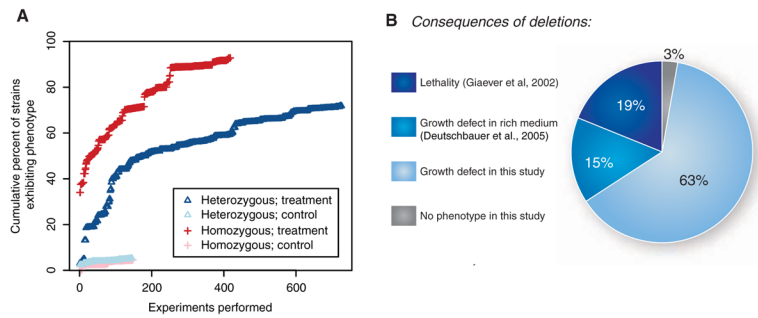 A
Cumulative percent of strains
exhibiting phenotype
100
80
60
40
20
0
Heterozygous; treatment
Heterozygous; control
Homozygous; treatment
Homozygous; control
0
200
400
600
Experiments performed
B Consequences of deletions:
Lethality (Giaever et al, 2002)
Growth defect in rich medium
(Deutschbauer et al., 2005)
Growth defect in this study
No phenotype in this study
3%
19%
15%
63%